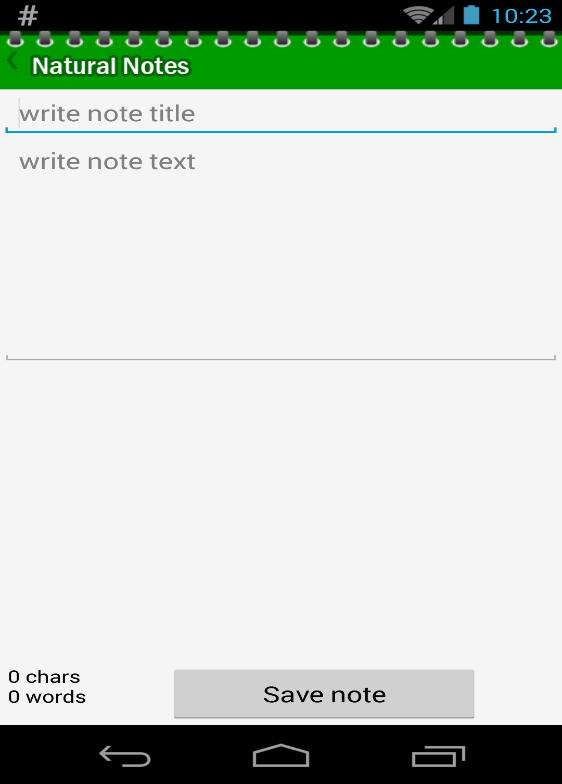 #
10:23
Natural Notes
write note title
write note text
0 chars
0 words
Save note